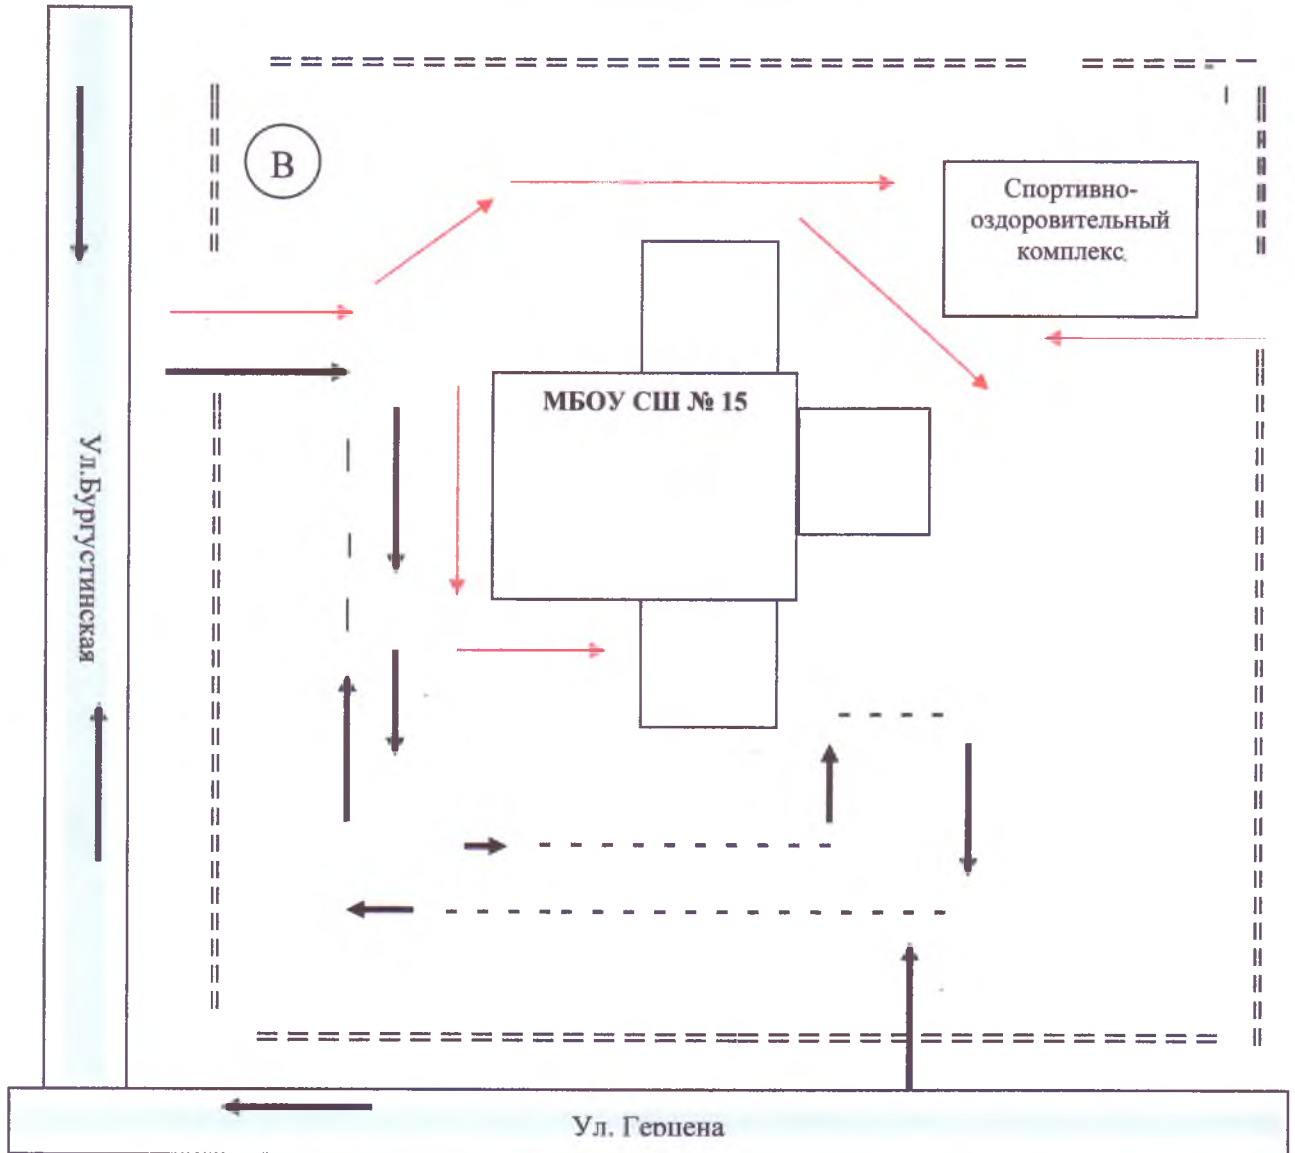 В
Спортивно-
оздоровительный
комплекс
МБОУ СШ № 15
Ул.Бургустинская
Ул. Герцена